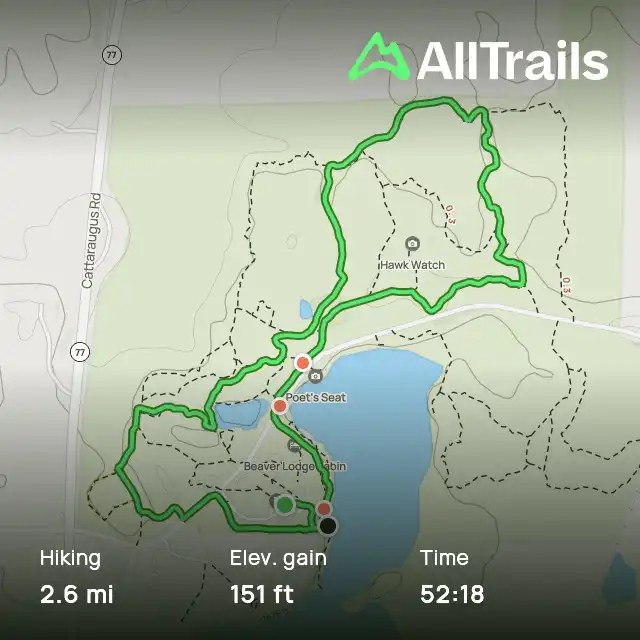 77
AllTrails
Cattaraugus Rd
0.3
Hawk Watch
0.3
77
Poet's Seat
Beaver Lodge Cabin
Hiking
Elev. gain
Time
2.6 mi
151 ft
52:18